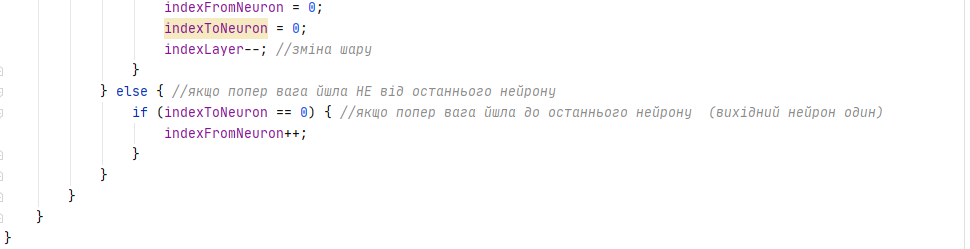 indexFromNeuron = 0;
indexToNeuron = 0;
indexLayer--; //зміна шару
}
} else { //якщо попер вага йшла НЕ від останнього нейрону
if (indexToNeuron == 0) { //якщо попер вага йшла до останнього нейрону  (вихідний нейрон один)
indexFromNeuron++;
}
}
}
}
}